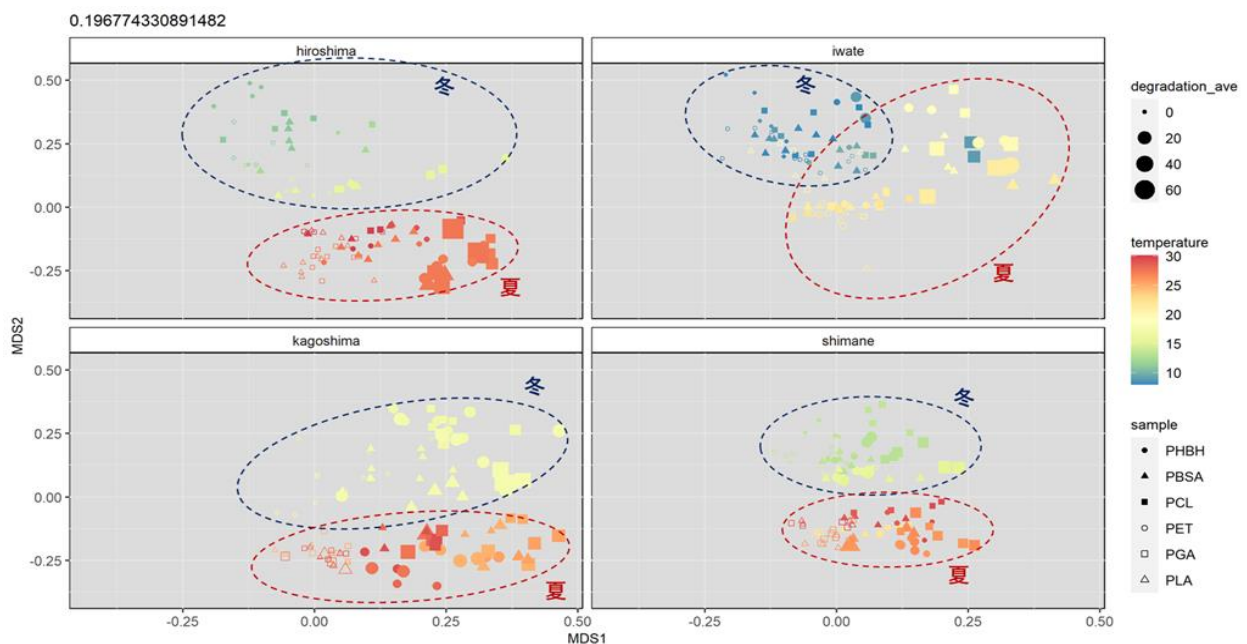 0.196774330891482
hiroshima
iwate
0.50
0.25
0.00
-0.25
冬
夏
冬
夏
kagoshima
shimane
0.50
0.25
0.00
-0.25
冬
夏
冬
夏
-0.25
0.00
0.25
0.50
-0.25
0.00
0.25
0.50
MDS1
MDS2
degradation_ave
0
20
40
60
temperature
30
25
20
15
10
sample
PHBH
PBSA
PCL
PET
PGA
PLA